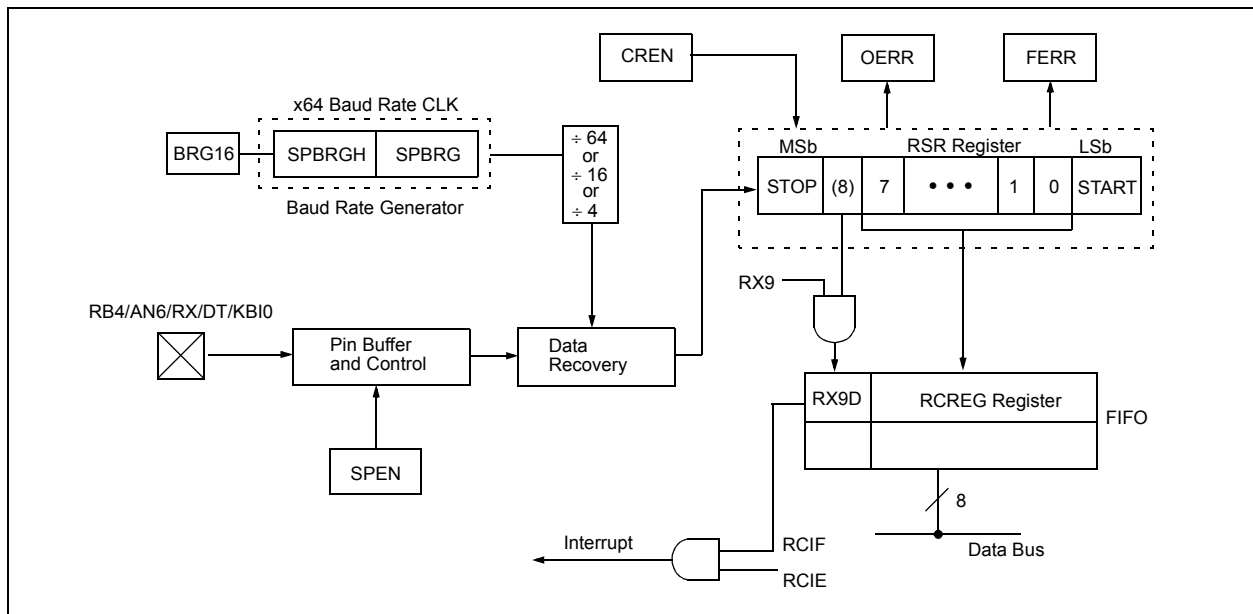 CREN
OERR
FERR
x64 Baud Rate CLK
BRG16
SPBRGH
SPBRG
Baud Rate Generator
÷ 64
or
÷ 16
or
÷ 4
MSb
RSR Register
LSb
STOP
(8)
7
• • •
1
0
START
RX9
RB4/AN6/RX/DT/KBI0
Pin Buffer
and Control
Data
Recovery
SPEN
RX9D
RCREG Register
FIFO
8
Data Bus
Interrupt
RCIF
RCIE